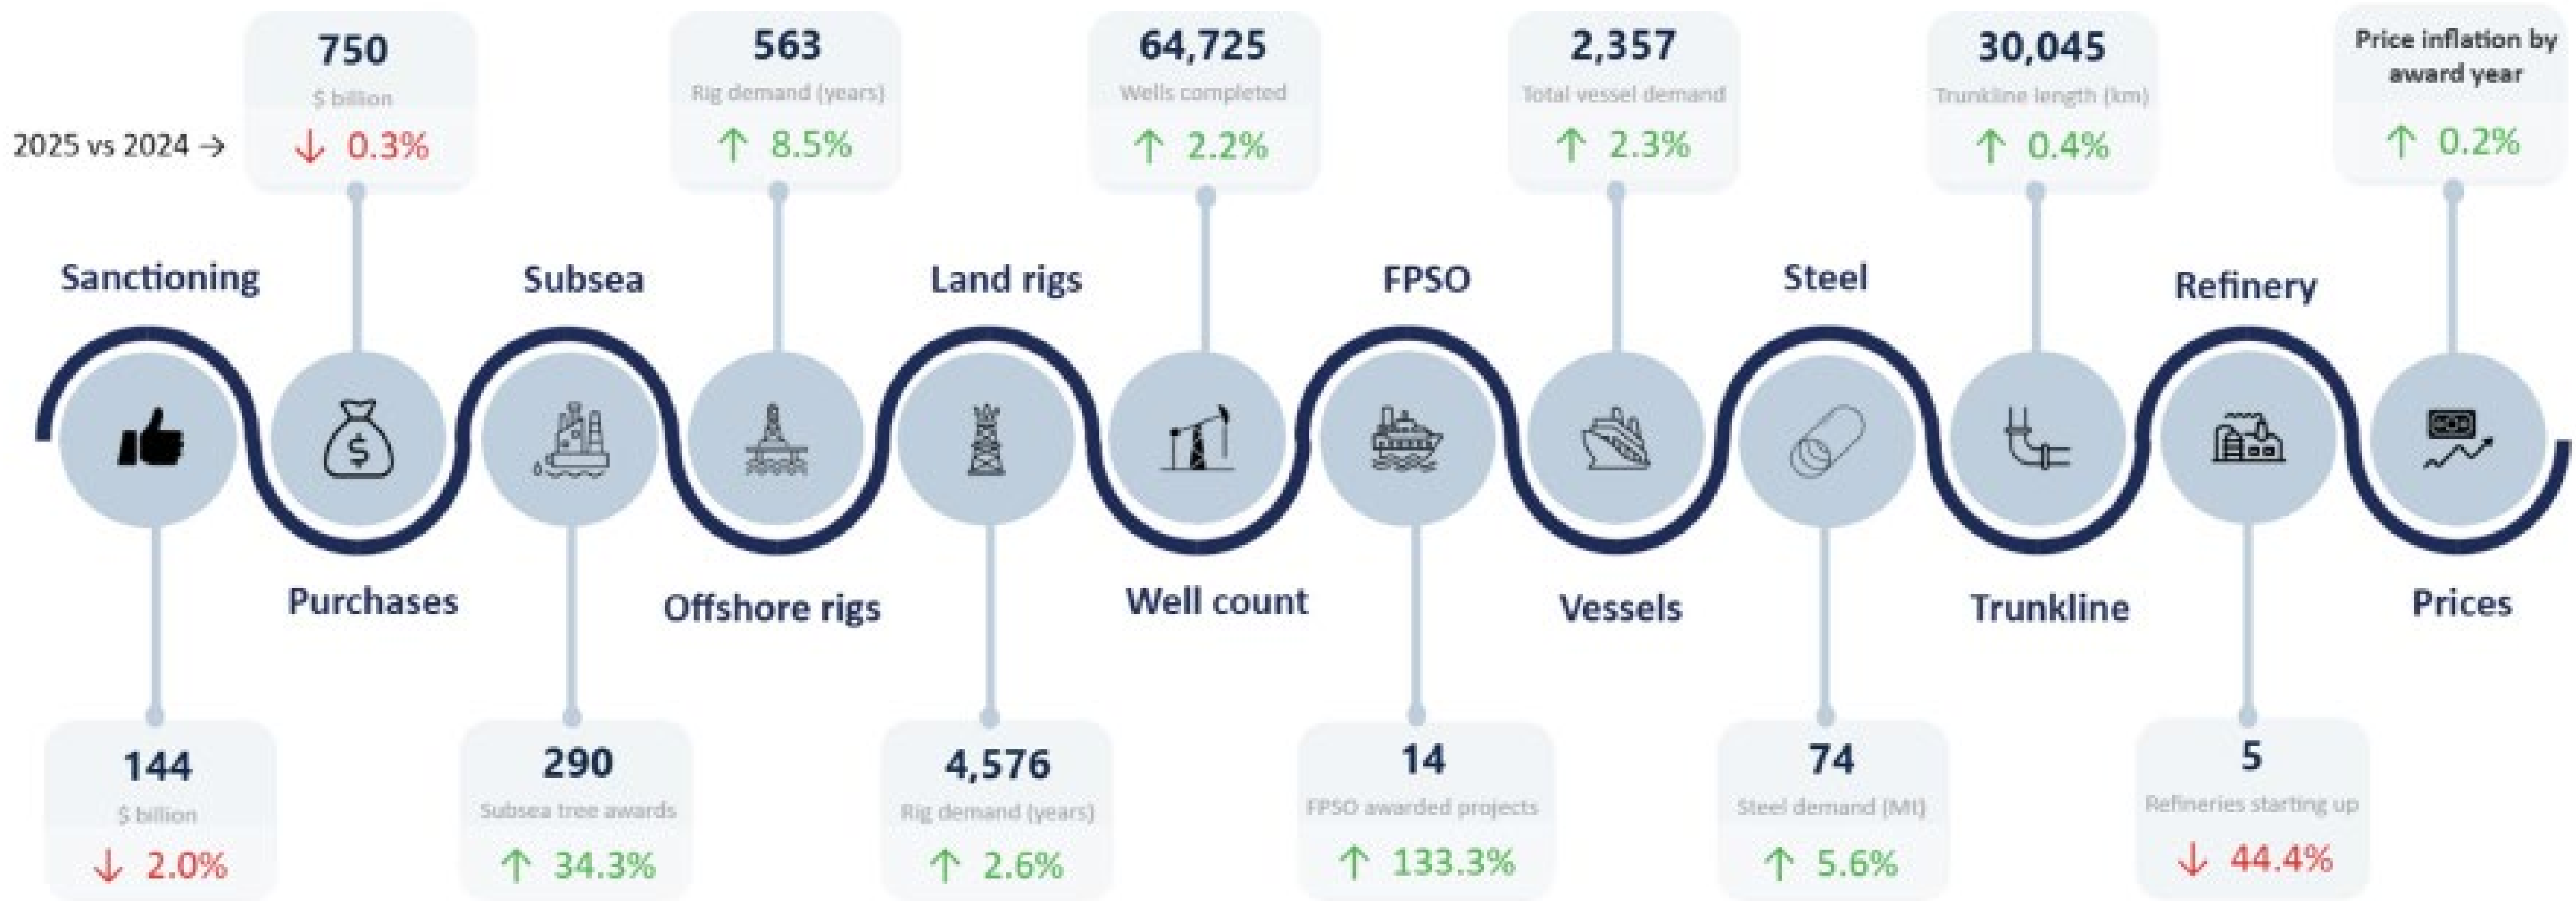 750
$ billion
↓ 0.3%
563
Rig demand (years)
↑ 8.5%
64,725
Wells completed
↑ 2.2%
2,357
Total vessel demand
↑ 2.3%
30,045
Trunkline length (km)
↑ 0.4%
Price inflation by
award year
↑ 0.2%
2025 vs 2024 →
Sanctioning
Subsea
Land rigs
FPSO
Steel
Refinery
$
Purchases
Offshore rigs
Well count
Vessels
Trunkline
Prices
144
$ billion
↓ 2.0%
290
Subsea tree awards
↑ 34.3%
4,576
Rig demand (years)
↑ 2.6%
14
FPSO awarded projects
↑ 133.3%
74
Steel demand (Mt)
↑ 5.6%
5
Refineries starting up
↓ 44.4%